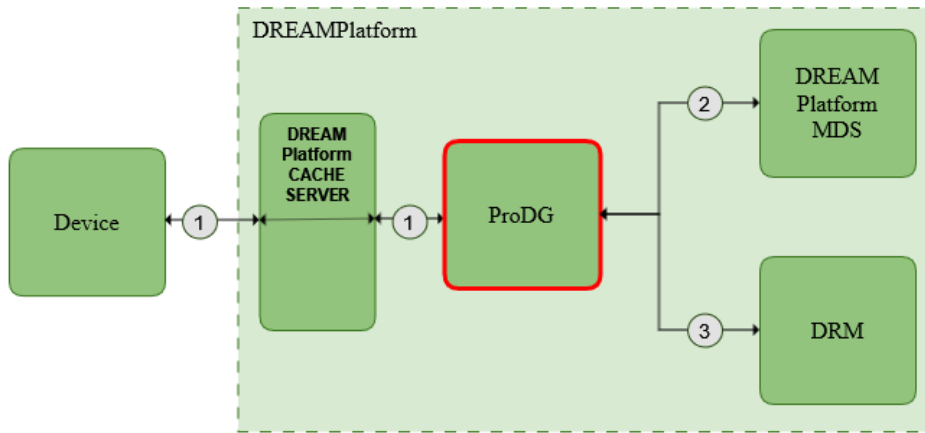 DREAMPlatform
DREAM
Platform
CACHE
SERVER
Device
1
1
ProDG
2
DREAM
Platform
MDS
3
DRM